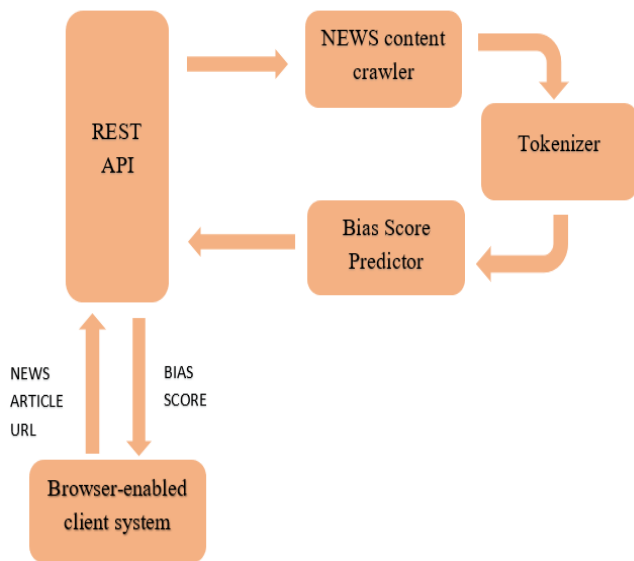 NEWS content
crawler
REST
API
Tokenizer
Bias Score
Predictor
NEWS
ARTICLE
URL
BIAS
SCORE
Browser-enabled
client system